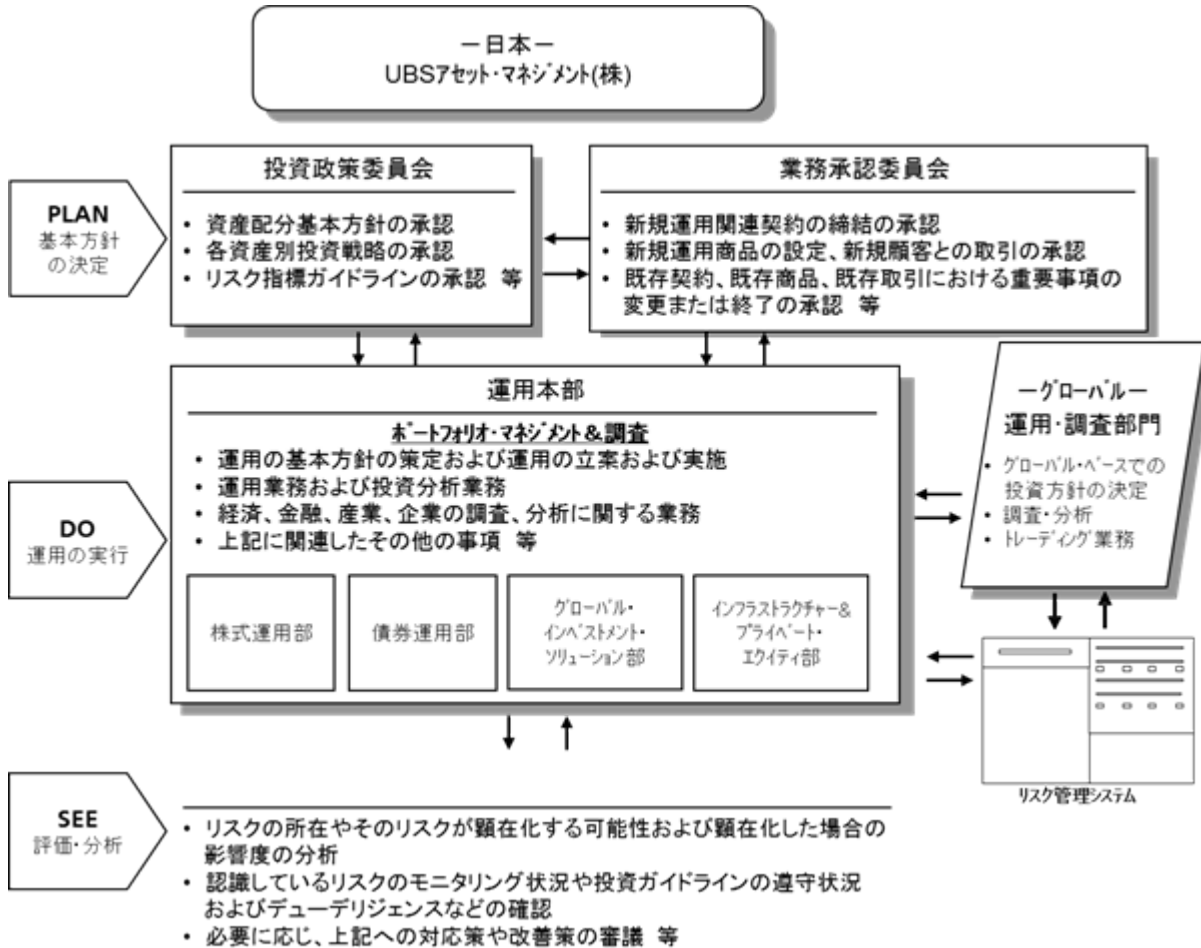 －日本－
UBSアセット・マネジメント(株)
投資政策委員会
・ 資産配分基本方針の承認
・ 各資産別投資戦略の承認
・ リスク指標ガイドラインの承認 等
業務承認委員会
・ 新規運用関連契約の締結の承認
・ 新規運用商品の設定、新規顧客との取引の承認
・ 既存契約、既存商品、既存取引における重要事項の
変更または終了の承認 等
PLAN
基本方針
の決定
運用本部
ポートフォリオ・マネジメント＆調査
・ 運用の基本方針の策定および運用の立案および実施
・ 運用業務および投資分析業務
・ 経済、金融、産業、企業の調査、分析に関する業務
・ 上記に関連したその他の事項 等
株式運用部
債券運用部
グローバル・
インベストメント・
ソリューション部
インフラストラクチャー＆
プライベート・
エクイティ部
DO
運用の実行
－グローバル－
運用・調査部門
・ グローバル・ベースでの
投資方針の決定
・ 調査・分析
・ トレーディング業務
リスク管理システム
SEE
評価・分析
・ リスクの所在やそのリスクが顕在化する可能性および顕在化した場合の
影響度の分析
・ 認識しているリスクのモニタリング状況や投資ガイドラインの遵守状況
およびデューデリジェンスなどの確認
・ 必要に応じ、上記への対応策や改善策の審議 等